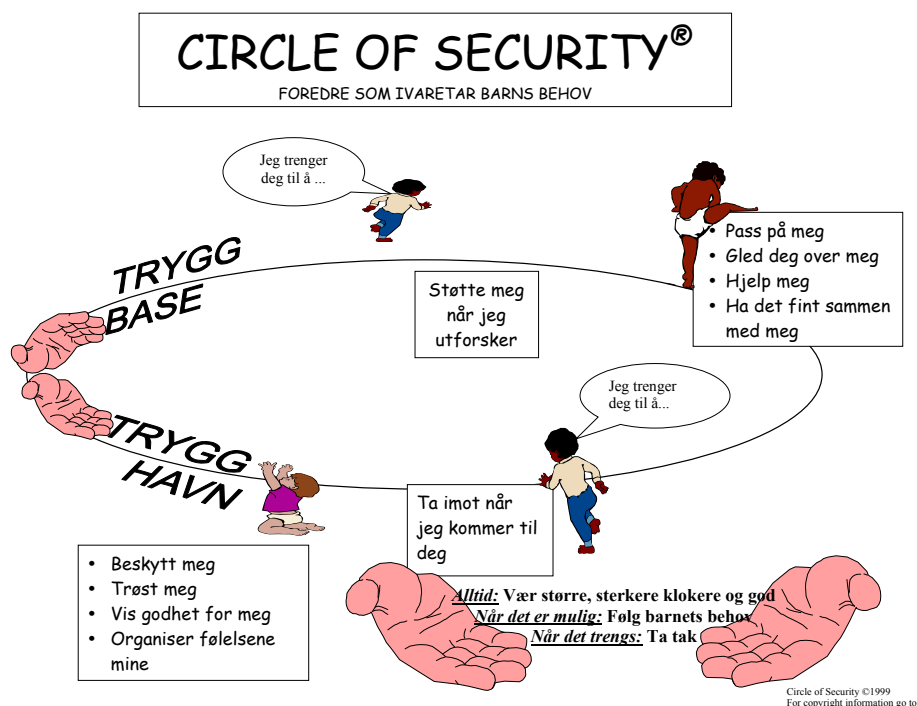 CIRCLE OF SECURITY®
FOREDRE SOM IVARETAR BARNS BEHOV
Jeg trenger
deg til å ...
TRYGG
BASE
Støtte meg
når jeg
utforsker
• Pass på meg
• Gled deg over meg
• Hjelp meg
• Ha det fint sammen
med meg
Jeg trenger
deg til å...
TRYGG
HAVN
Ta imot når
jeg kommer til
deg
• Beskytt meg
• Trøst meg
• Vis godhet for meg
• Organiser følelsene
mine
Alltid: Vær større, sterkere klokere og god
Når det er mulig: Følg barnets behov
Når det trengs: Ta tak
Circle of Security ©1999
For copyright information go to